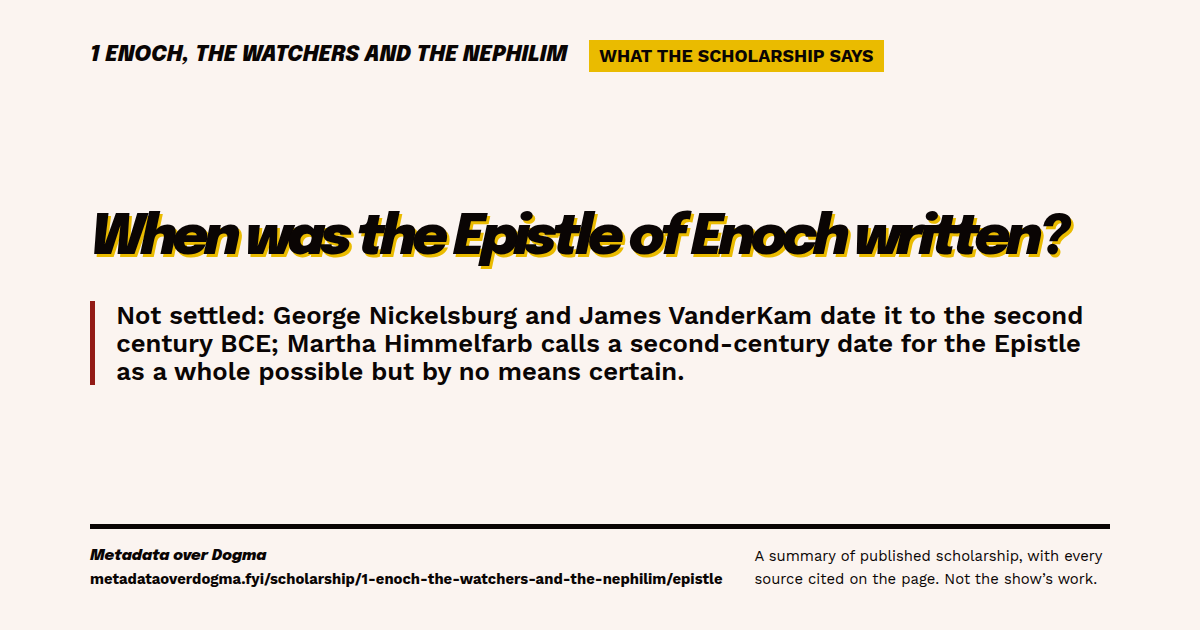 1 ENOCH, THE WATCHERS AND THE NEPHILIM
WHAT THE SCHOLARSHIP SAYS
When was the Epistle of Enoch written?
Not settled: George Nickelsburg and James VanderKam date it to the second
century BCE; Martha Himmelfarb calls a second-century date for the Epistle
as a whole possible but by no means certain.
Metadata over Dogma
metadataoverdogma.fyi/scholarship/1-enoch-the-watchers-and-the-nephilim/epistle
A summary of published scholarship, with every
source cited on the page. Not the show’s work.